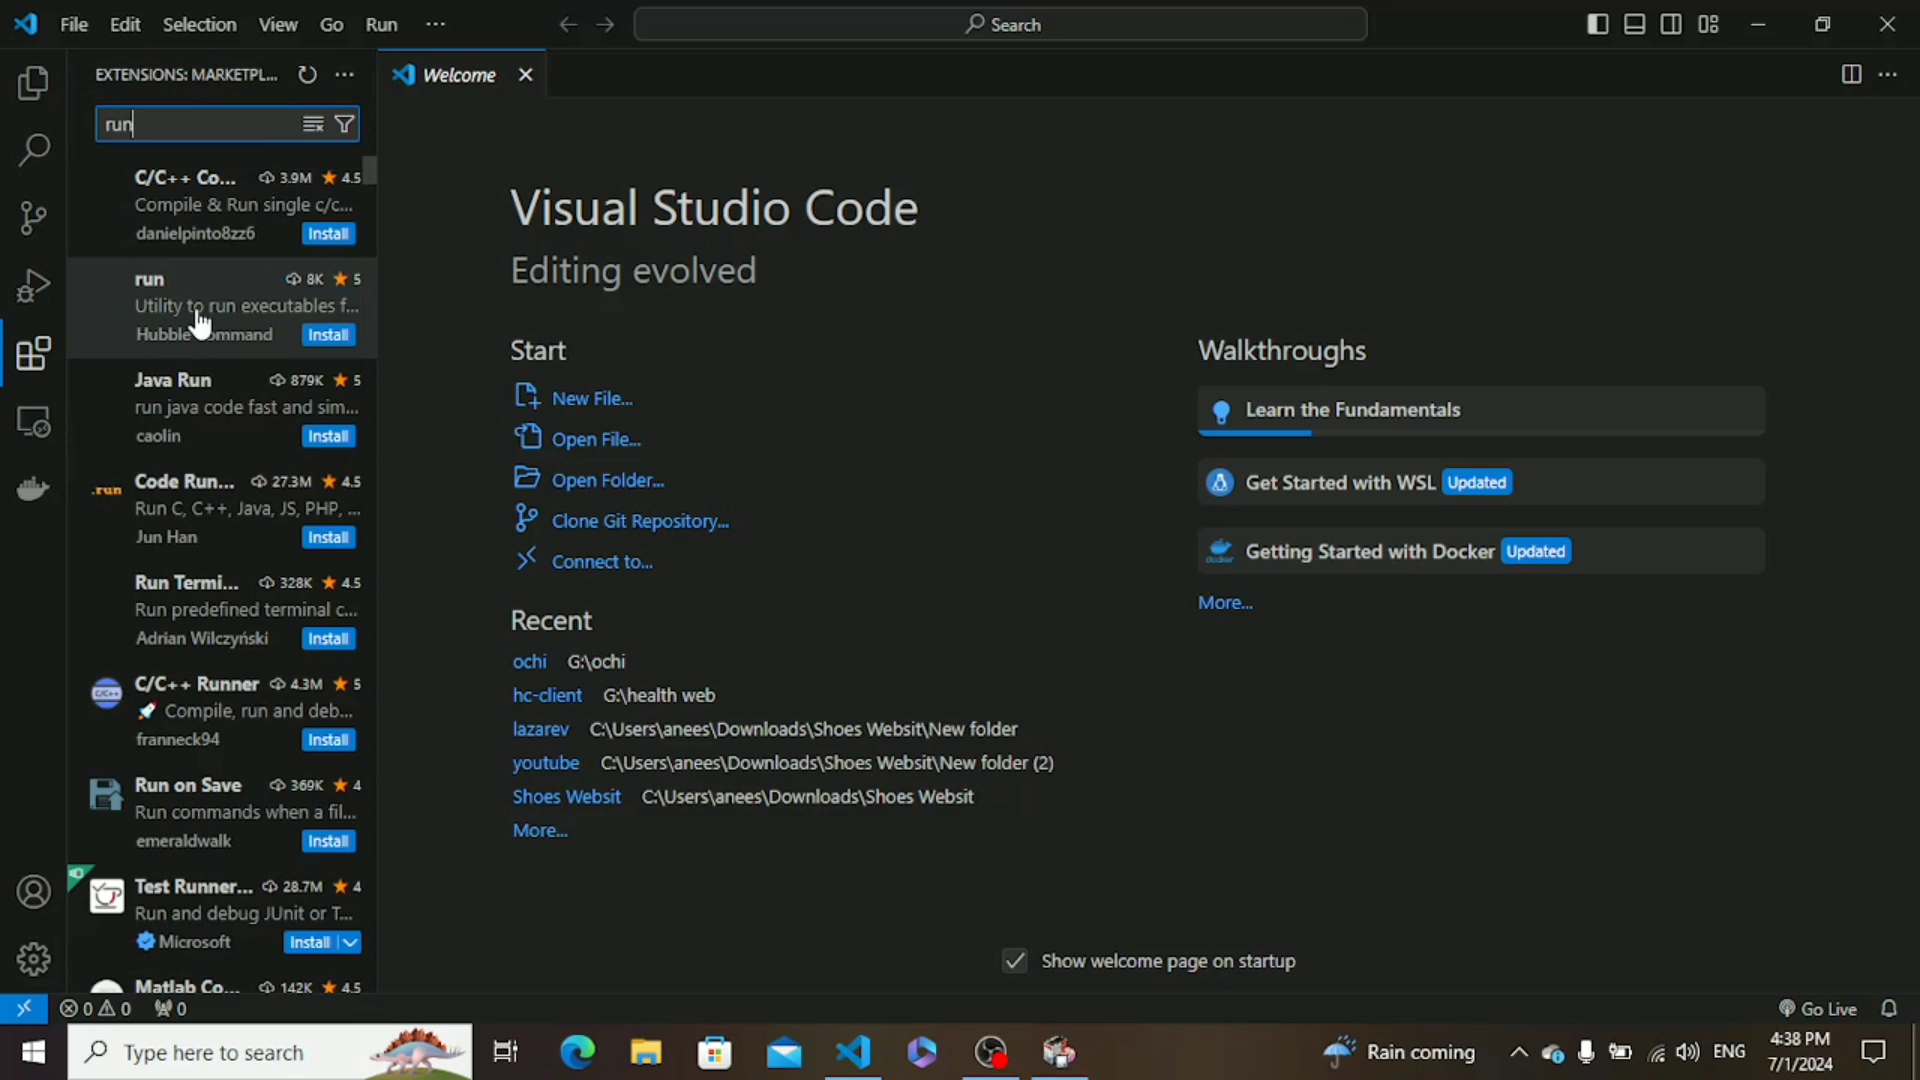 File Edit Selection View Go Run ···
Search
EXTENSIONS: MARKETPL...
Welcome
run
C/C++ Co... 3.9M ★ 4.5
Compile & Run single c/c...
danielpinto8zz6 Install
run 8K ★ 5
Utility to run executables f...
Install
Java Run 879K ★ 5
run java code fast and sim...
caolin Install
.run Code Run... 27.3M ★ 4.5
Run C, C++, Java, JS, PHP, ...
Jun Han Install
Run Termi... 328K ★ 4.5
Run predefined terminal c...
Adrian Wilczyński Install
C/C++ Runner 4.3M ★ 5
Compile, run and deb...
franneck94 Install
Run on Save 369K ★ 4
Run commands when a fil...
emeraldwalk Install
Test Runner... 28.7M ★ 4
Run and debug JUnit or T...
Microsoft Install
Matlab Co... 142K ★ 4.5
Visual Studio Code
Editing evolved
Start
New File...
Open File...
Open Folder...
Clone Git Repository...
Connect to...
Recent
ochi G:\ochi
hc-client G:\health web
lazarev C:\Users\anees\Downloads\Shoes Websit\New folder
youtube C:\Users\anees\Downloads\Shoes Websit\New folder (2)
Shoes Websit C:\Users\anees\Downloads\Shoes Websit
More...
Walkthroughs
Learn the Fundamentals
Get Started with WSL Updated
Getting Started with Docker Updated
More...
Show welcome page on startup
0 0 0
Go Live
Type here to search
Rain coming
ENG
4:38 PM
7/1/2024